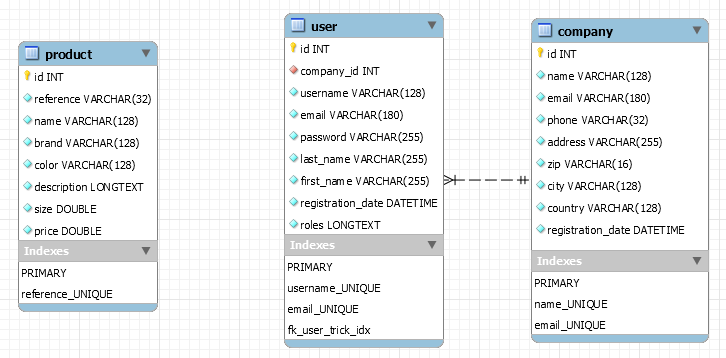 product
id INT
reference VARCHAR(32)
name VARCHAR(128)
brand VARCHAR(128)
color VARCHAR(128)
description LONGTEXT
size DOUBLE
price DOUBLE
Indexes
PRIMARY
reference_UNIQUE
user
id INT
company_id INT
username VARCHAR(128)
email VARCHAR(180)
password VARCHAR(255)
last_name VARCHAR(255)
first_name VARCHAR(255)
registration_date DATETIME
roles LONGTEXT
Indexes
PRIMARY
username_UNIQUE
email_UNIQUE
fk_user_trick_idx
company
id INT
name VARCHAR(128)
email VARCHAR(180)
phone VARCHAR(32)
address VARCHAR(255)
zip VARCHAR(16)
city VARCHAR(128)
country VARCHAR(128)
registration_date DATETIME
Indexes
PRIMARY
name_UNIQUE
email_UNIQUE